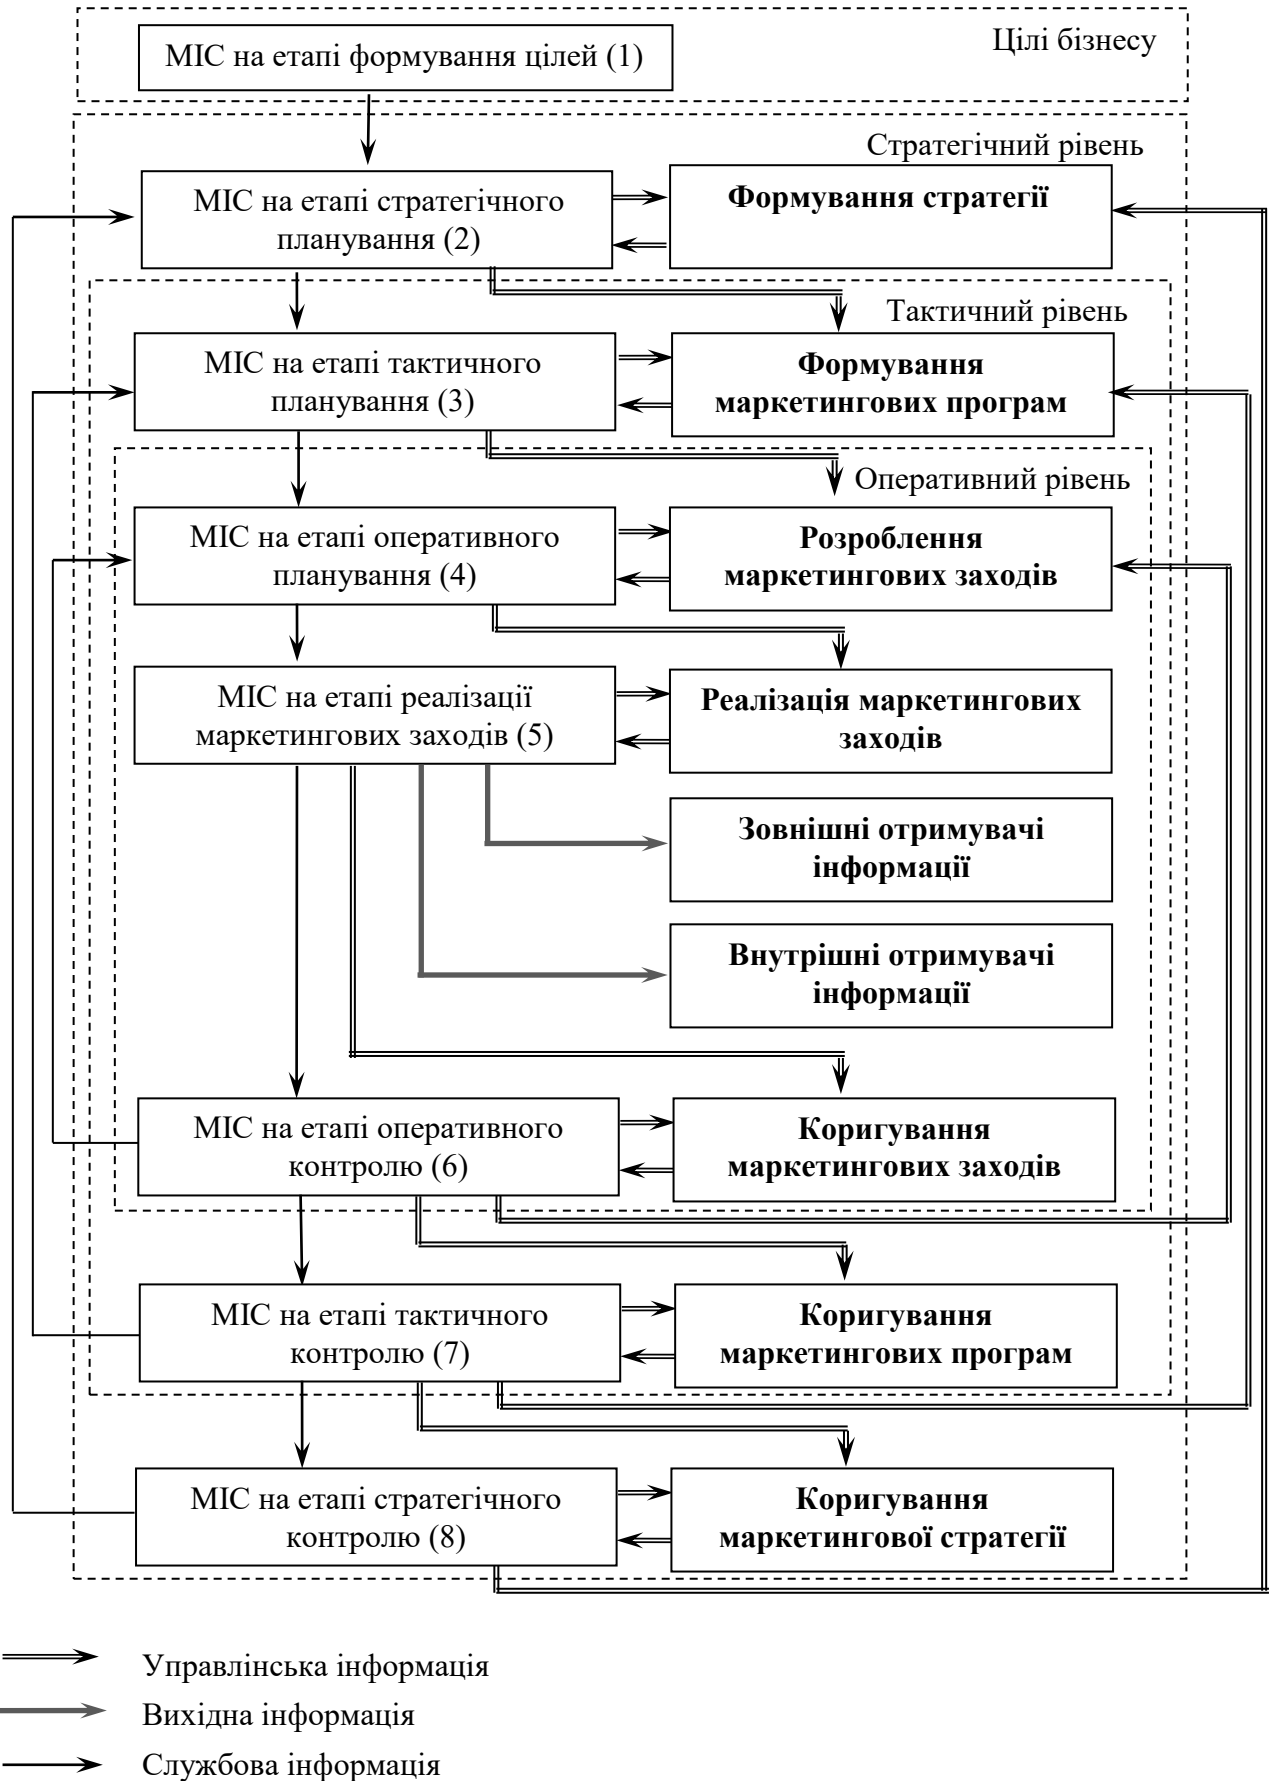 Цілі бізнесу
МІС на етапі формування цілей (1)
Стратегічний рівень
МІС на етапі стратегічного
планування (2)
Формування стратегії
Тактичний рівень
МІС на етапі тактичного
планування (3)
Формування
маркетингових програм
Оперативний рівень
МІС на етапі оперативного
планування (4)
Розроблення
маркетингових заходів
МІС на етапі реалізації
маркетингових заходів (5)
Реалізація маркетингових
заходів
Зовнішні отримувачі
інформації
Внутрішні отримувачі
інформації
МІС на етапі оперативного
контролю (6)
Коригування
маркетингових заходів
МІС на етапі тактичного
контролю (7)
Коригування
маркетингових програм
МІС на етапі стратегічного
контролю (8)
Коригування
маркетингової стратегії
Управлінська інформація
Вихідна інформація
Службова інформація